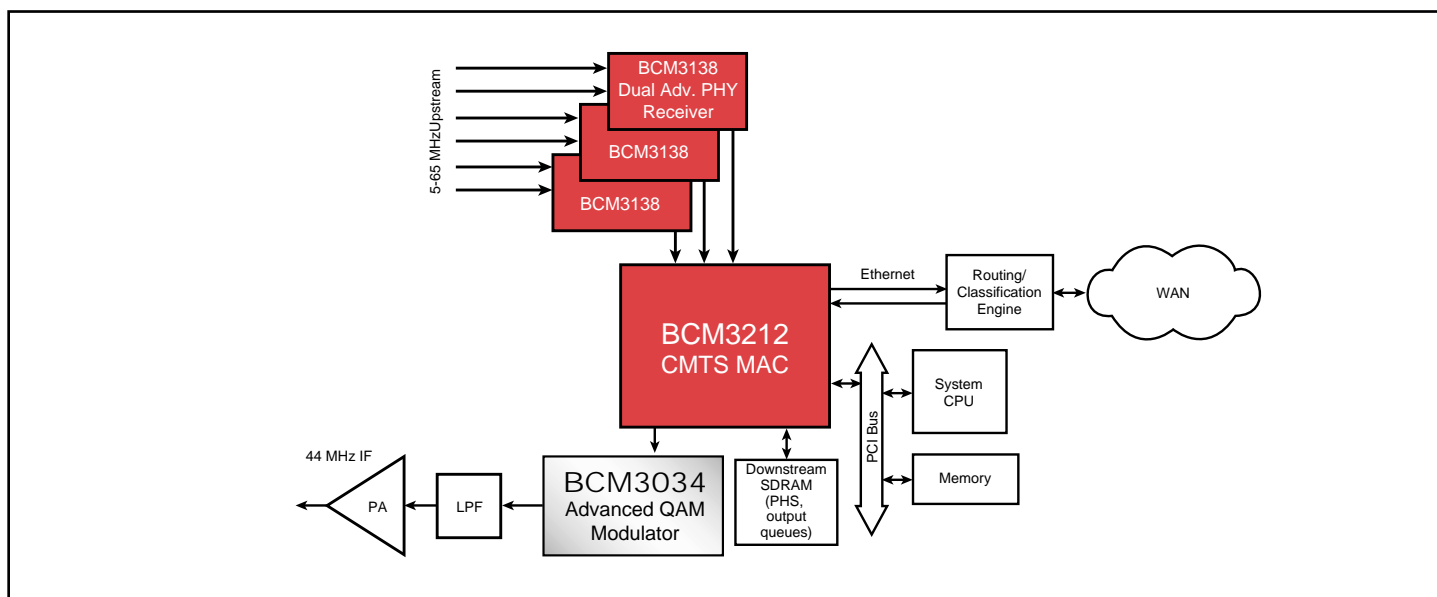 BCM3138
Dual Adv. PHY
Receiver
BCM3138
BCM3138
5-65 MHzUpstream
Ethernet
Routing/
Classification
Engine
WAN
BCM3212
CMTS MAC
PCI Bus
System
CPU
Memory
44 MHz IF
PA
LPF
BCM3034
Advanced QAM
Modulator
Downstream
SDRAM
(PHS,
output
queues)